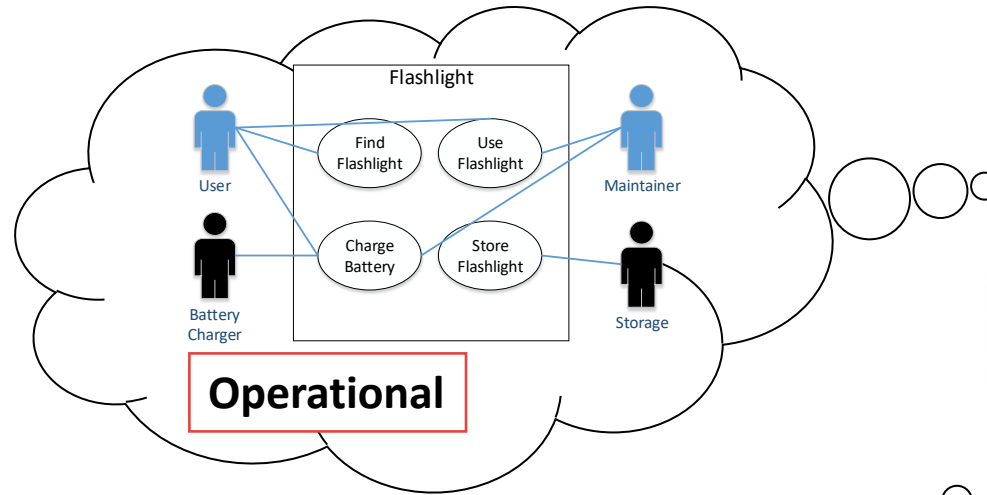 Flashlight
Find
Flashlight
Use
Flashlight
User
Maintainer
Charge
Battery
Store
Flashlight
Battery
Charger
Storage
Operational